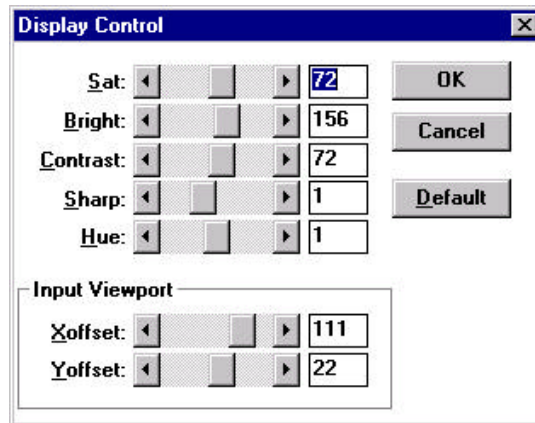 Display Control
Sat: 72 OK
Bright: 156
Cancel
Contrast: 72
Sharp: 1 Default
Hue: 1
Input Viewport
Xoffset: 111
Yoffset: 22